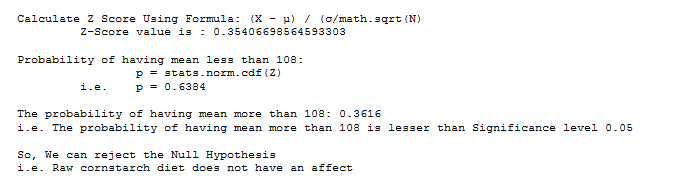 Calculate Z Score Using Formula: (X - μ) / (σ/math.sqrt(N)
Z-Score value is : 0.35406698564593303
Probability of having mean less than 108:
p = stats.norm.cdf(Z)
i.e. p = 0.6384
The probability of having mean more than 108: 0.3616
i.e. The probability of having mean more than 108 is lesser than Significance level 0.05
So, We can reject the Null Hypothesis
i.e. Raw cornstarch diet does not have an affect